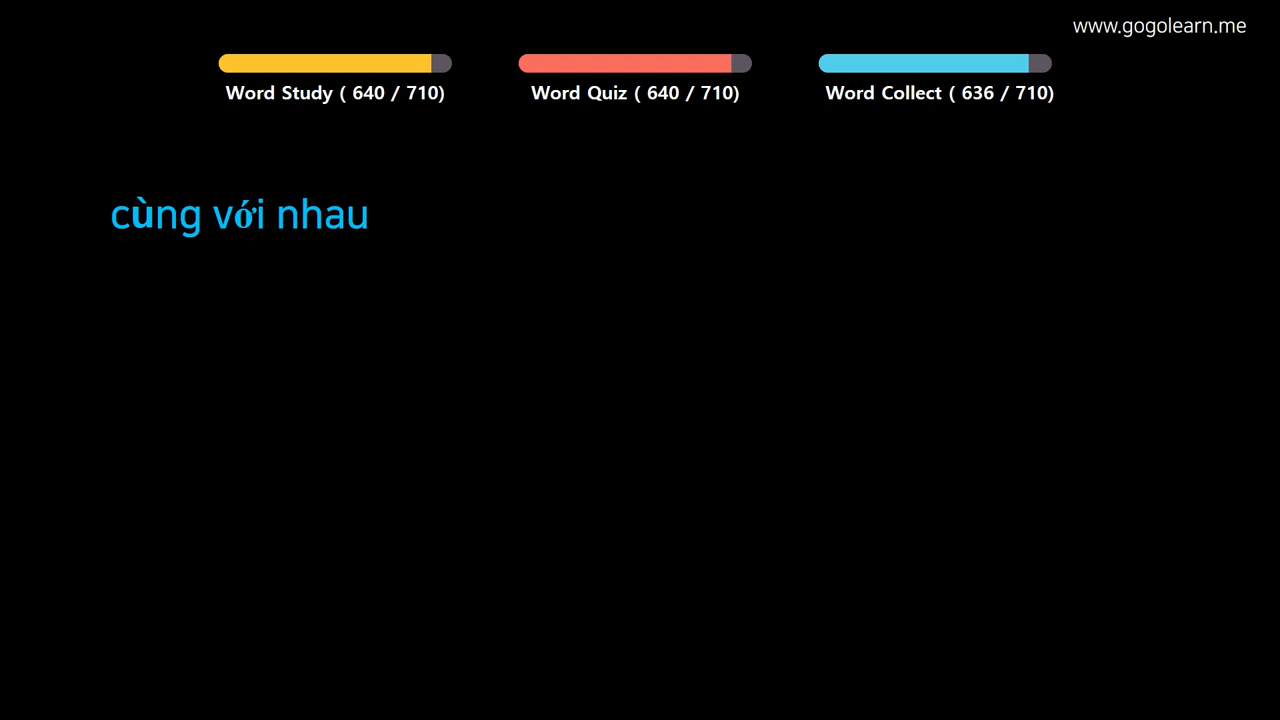 www.gogolearn.me
Word Study ( 640 / 710)
Word Quiz ( 640 / 710)
Word Collect ( 636 / 710)
cùng với nhau